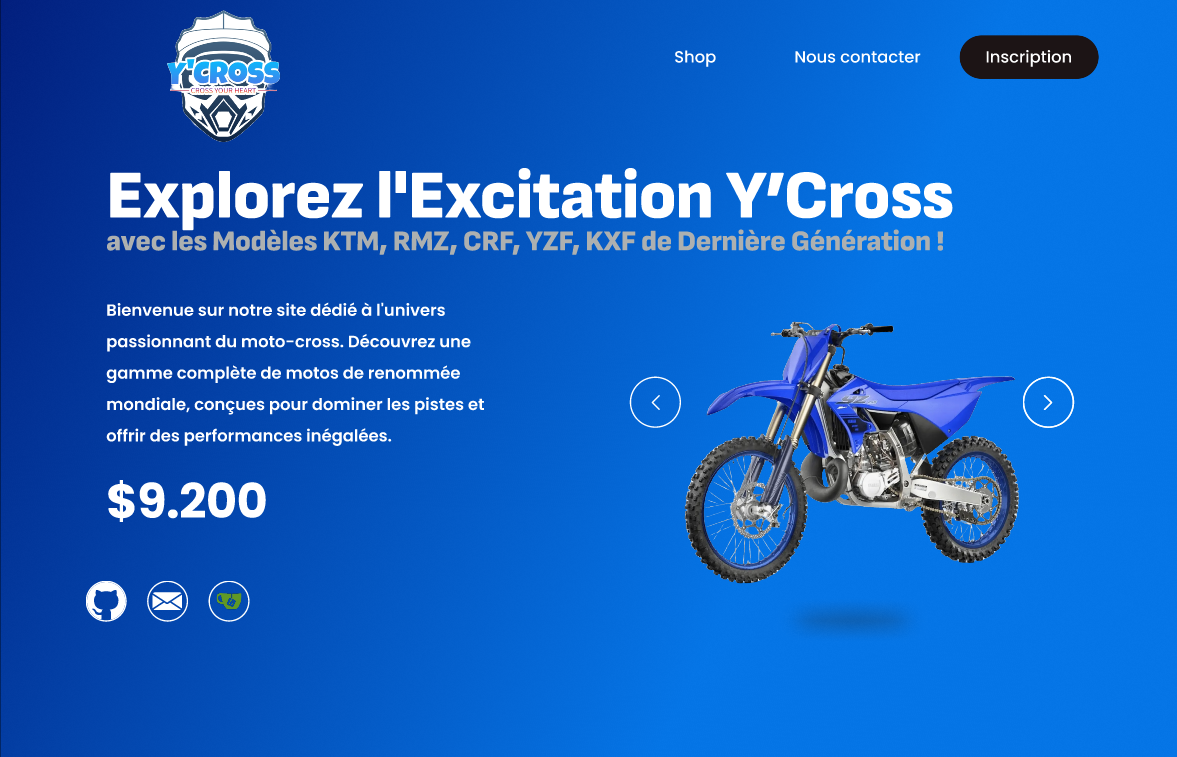 Y'CROSS
CROSS YOUR HEART
Shop
Nous contacter
Inscription
Explorez l'Excitation Y’Cross
avec les Modèles KTM, RMZ, CRF, YZF, KXF de Dernière Génération !
Bienvenue sur notre site dédié à l'univers
passionnant du moto-cross. Découvrez une
gamme complète de motos de renommée
mondiale, conçues pour dominer les pistes et
offrir des performances inégalées.
$9.200